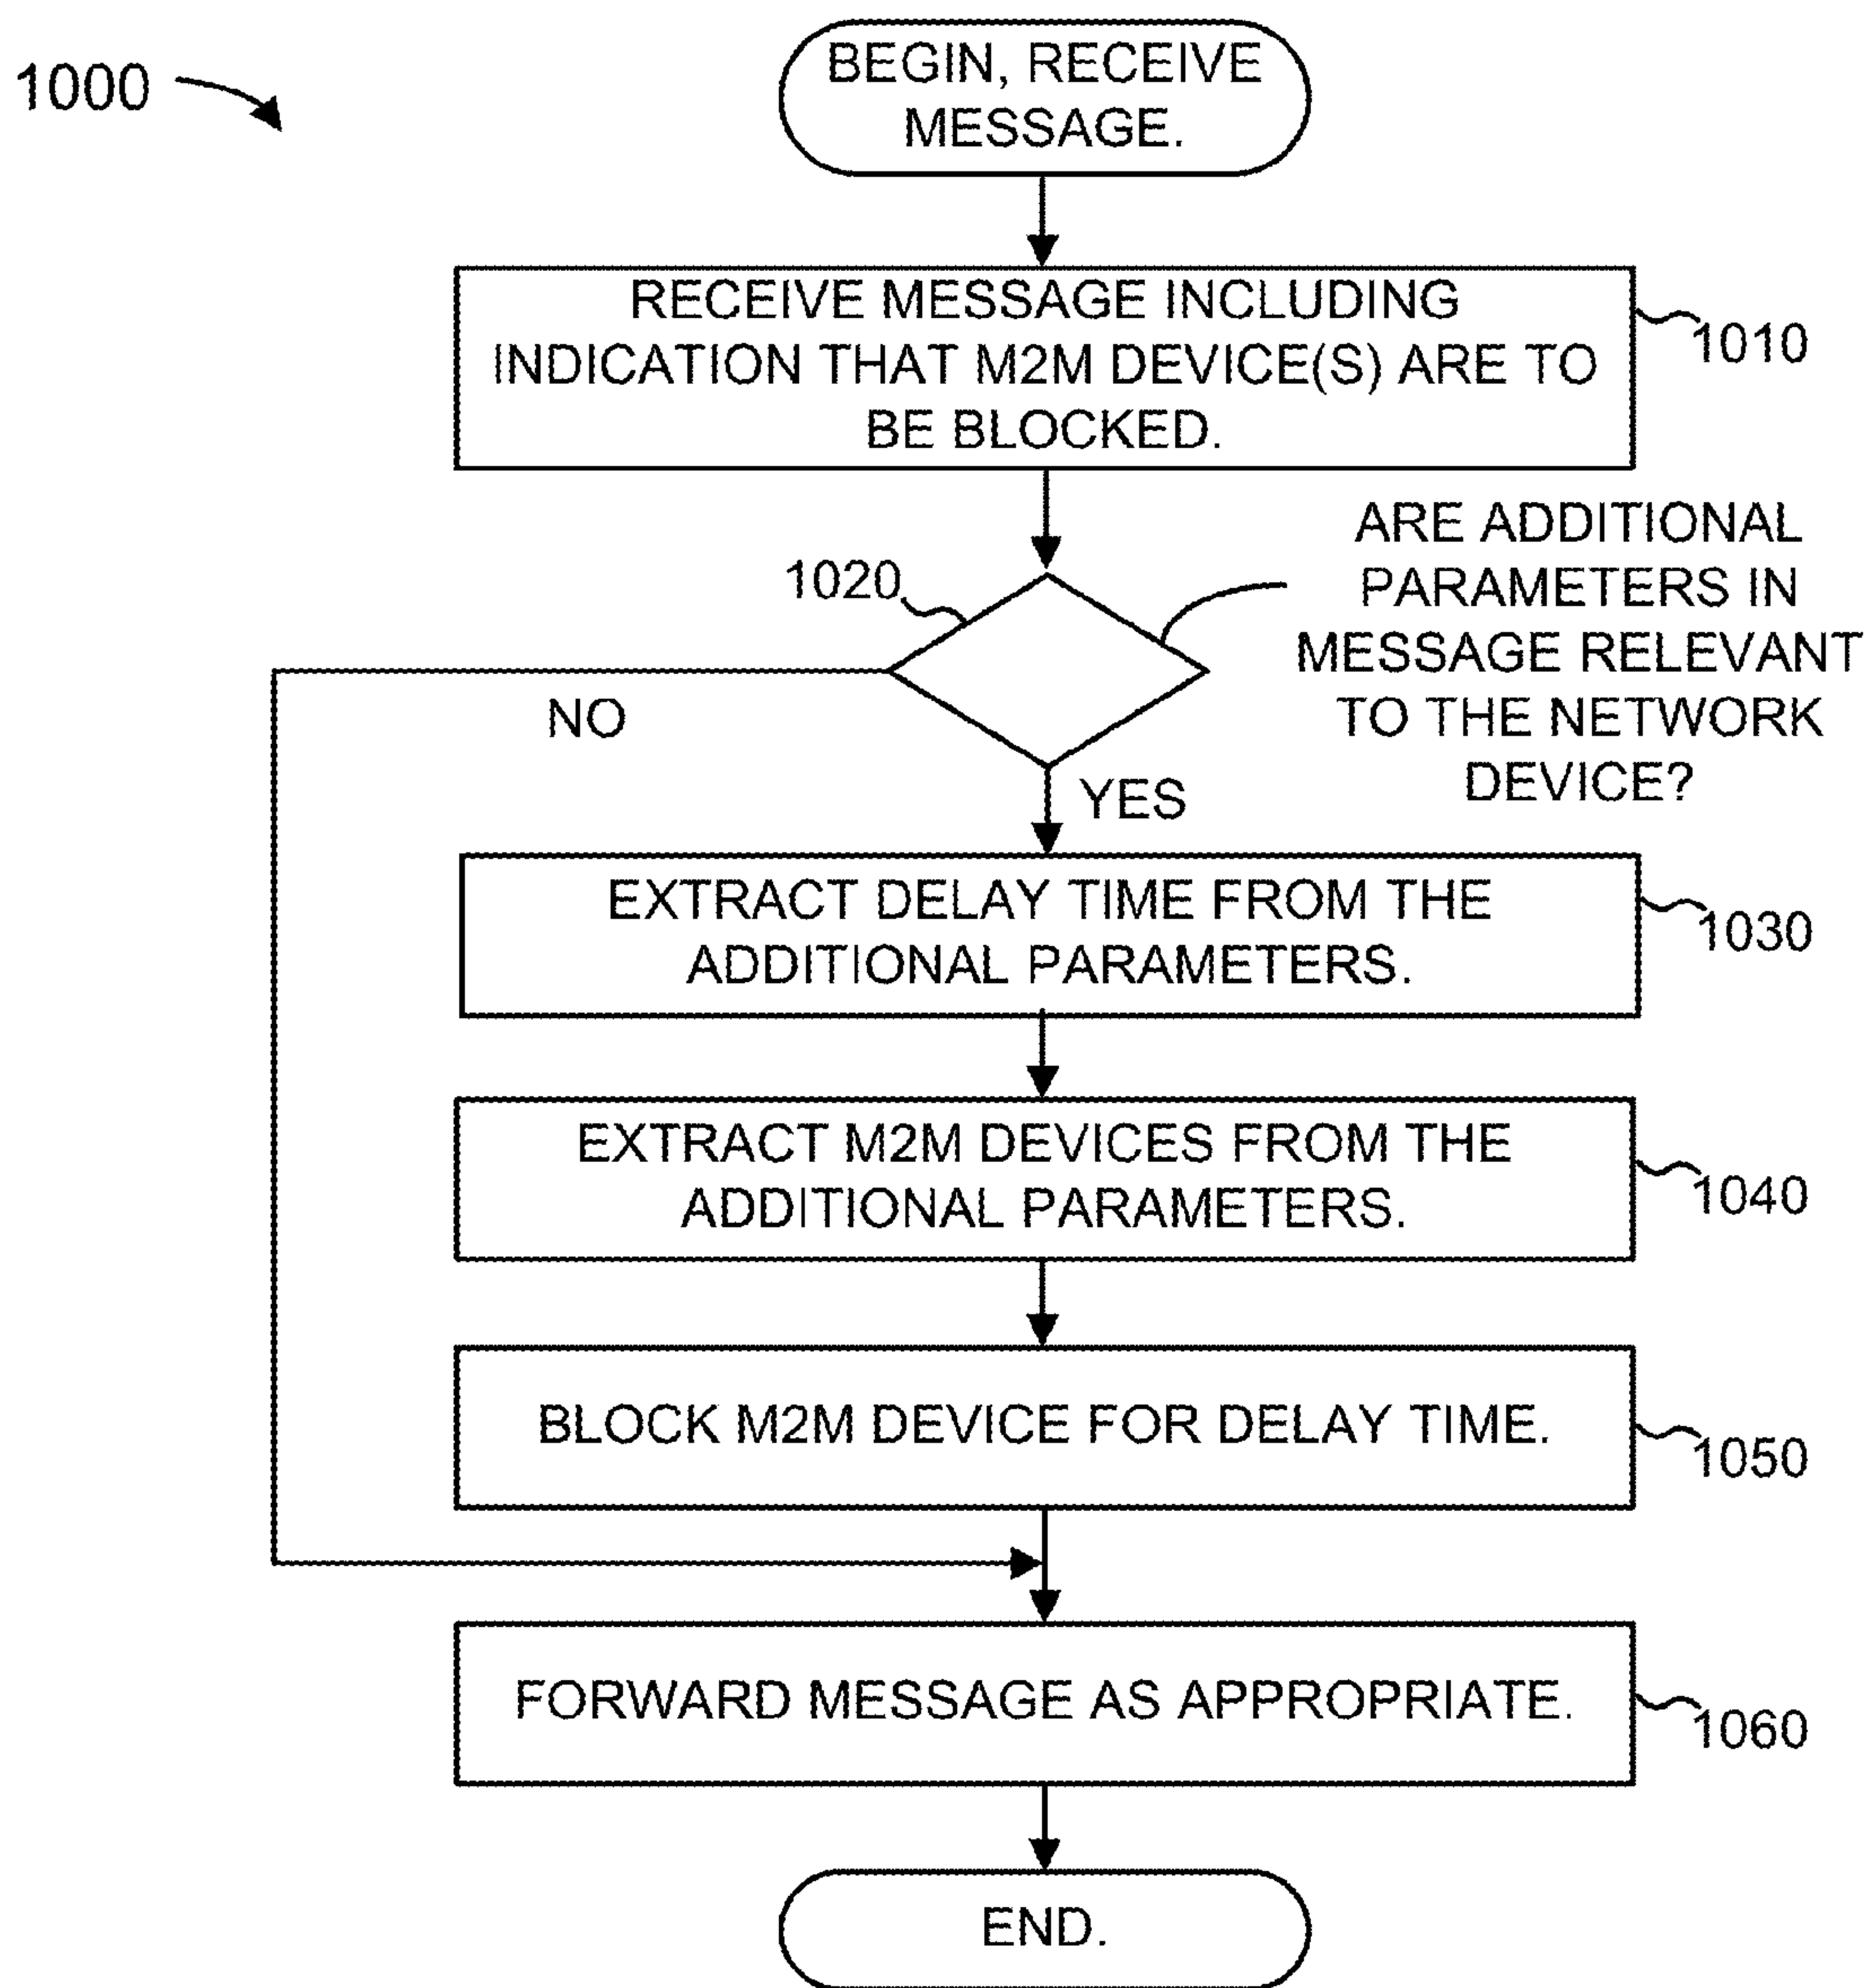 1000
BEGIN, RECEIVE
MESSAGE.
RECEIVE MESSAGE INCLUDING
INDICATION THAT M2M DEVICE(S) ARE TO
BE BLOCKED.
1010
1020
ARE ADDITIONAL
PARAMETERS IN
MESSAGE RELEVANT
TO THE NETWORK
DEVICE?
NO
YES
EXTRACT DELAY TIME FROM THE
ADDITIONAL PARAMETERS.
1030
EXTRACT M2M DEVICES FROM THE
ADDITIONAL PARAMETERS.
1040
BLOCK M2M DEVICE FOR DELAY TIME.
1050
FORWARD MESSAGE AS APPROPRIATE.
1060
END.